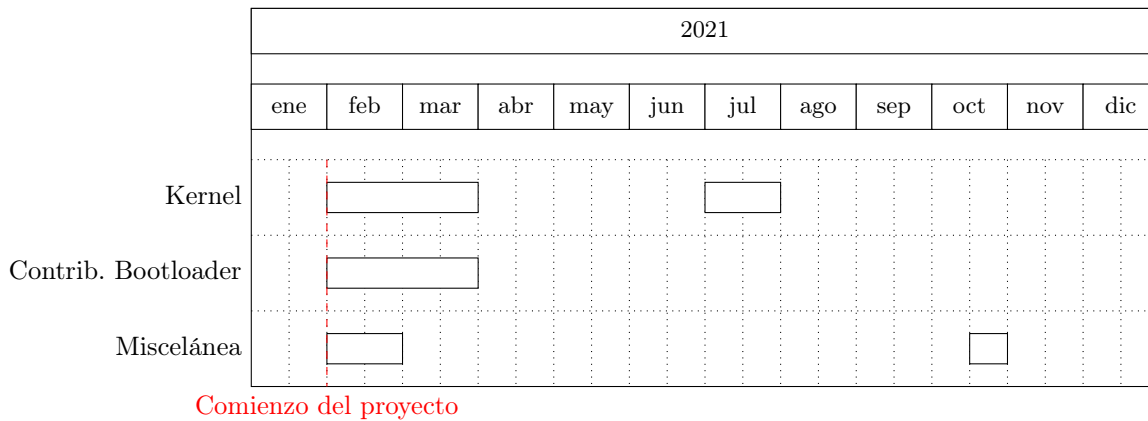 2021
ene feb mar abr may jun jul ago sep oct nov dic
Kernel
Contrib. Bootloader
Miscelánea
Comienzo del proyecto